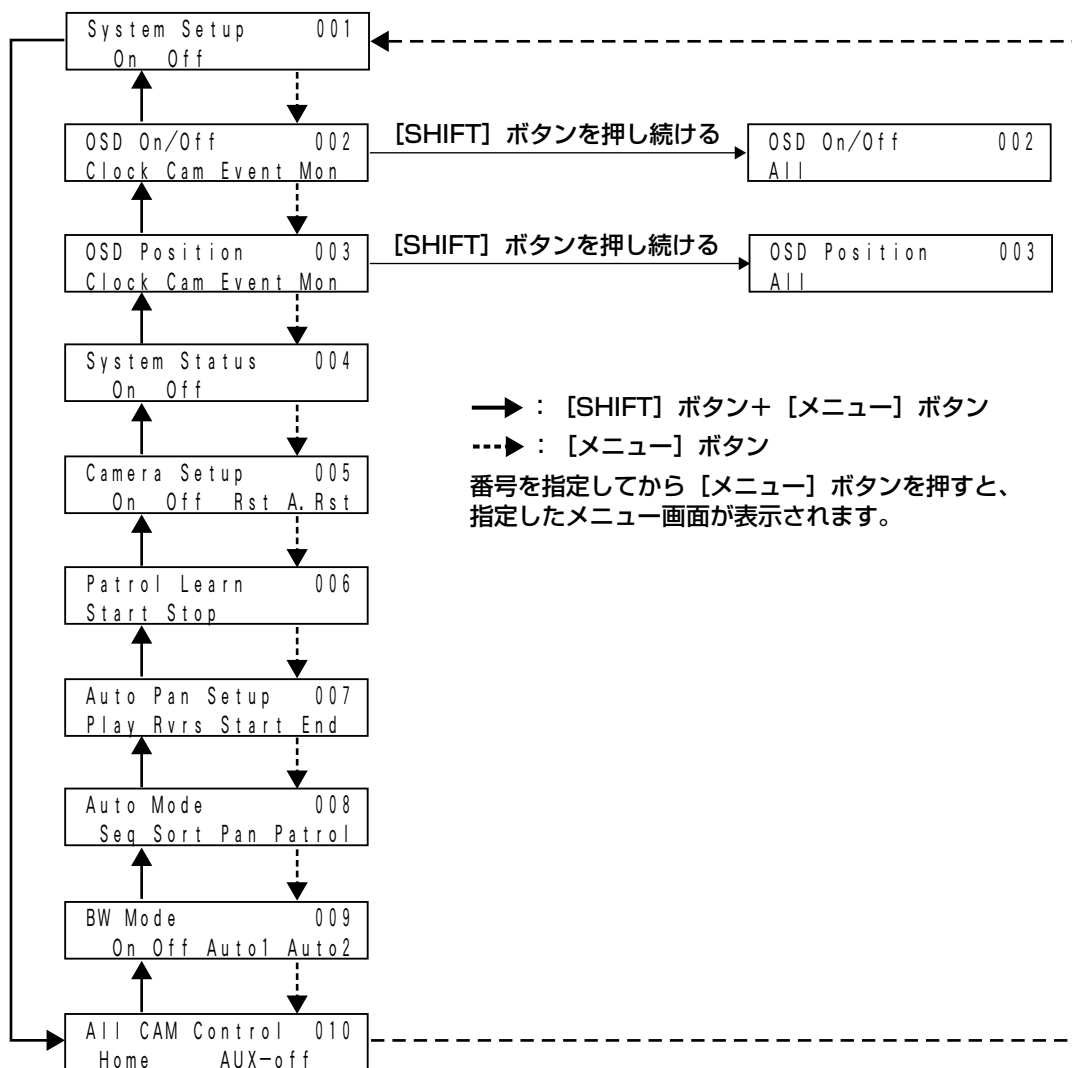 System Setup 001
On Off
OSD On/Off 002
Clock Cam Event Mon
［SHIFT］ボタンを押し続ける
OSD On/Off 002
All
OSD Position 003
Clock Cam Event Mon
［SHIFT］ボタンを押し続ける
OSD Position 003
All
System Status 004
On Off
：［SHIFT］ボタン＋［メニュー］ボタン
：［メニュー］ボタン
番号を指定してから［メニュー］ボタンを押すと、
指定したメニュー画面が表示されます。
Camera Setup 005
On Off Rst A.Rst
Patrol Learn 006
Start Stop
Auto Pan Setup 007
Play Rvrs Start End
Auto Mode 008
Seq Sort Pan Patrol
BW Mode 009
On Off Auto1 Auto2
All CAM Control 010
Home AUX−off